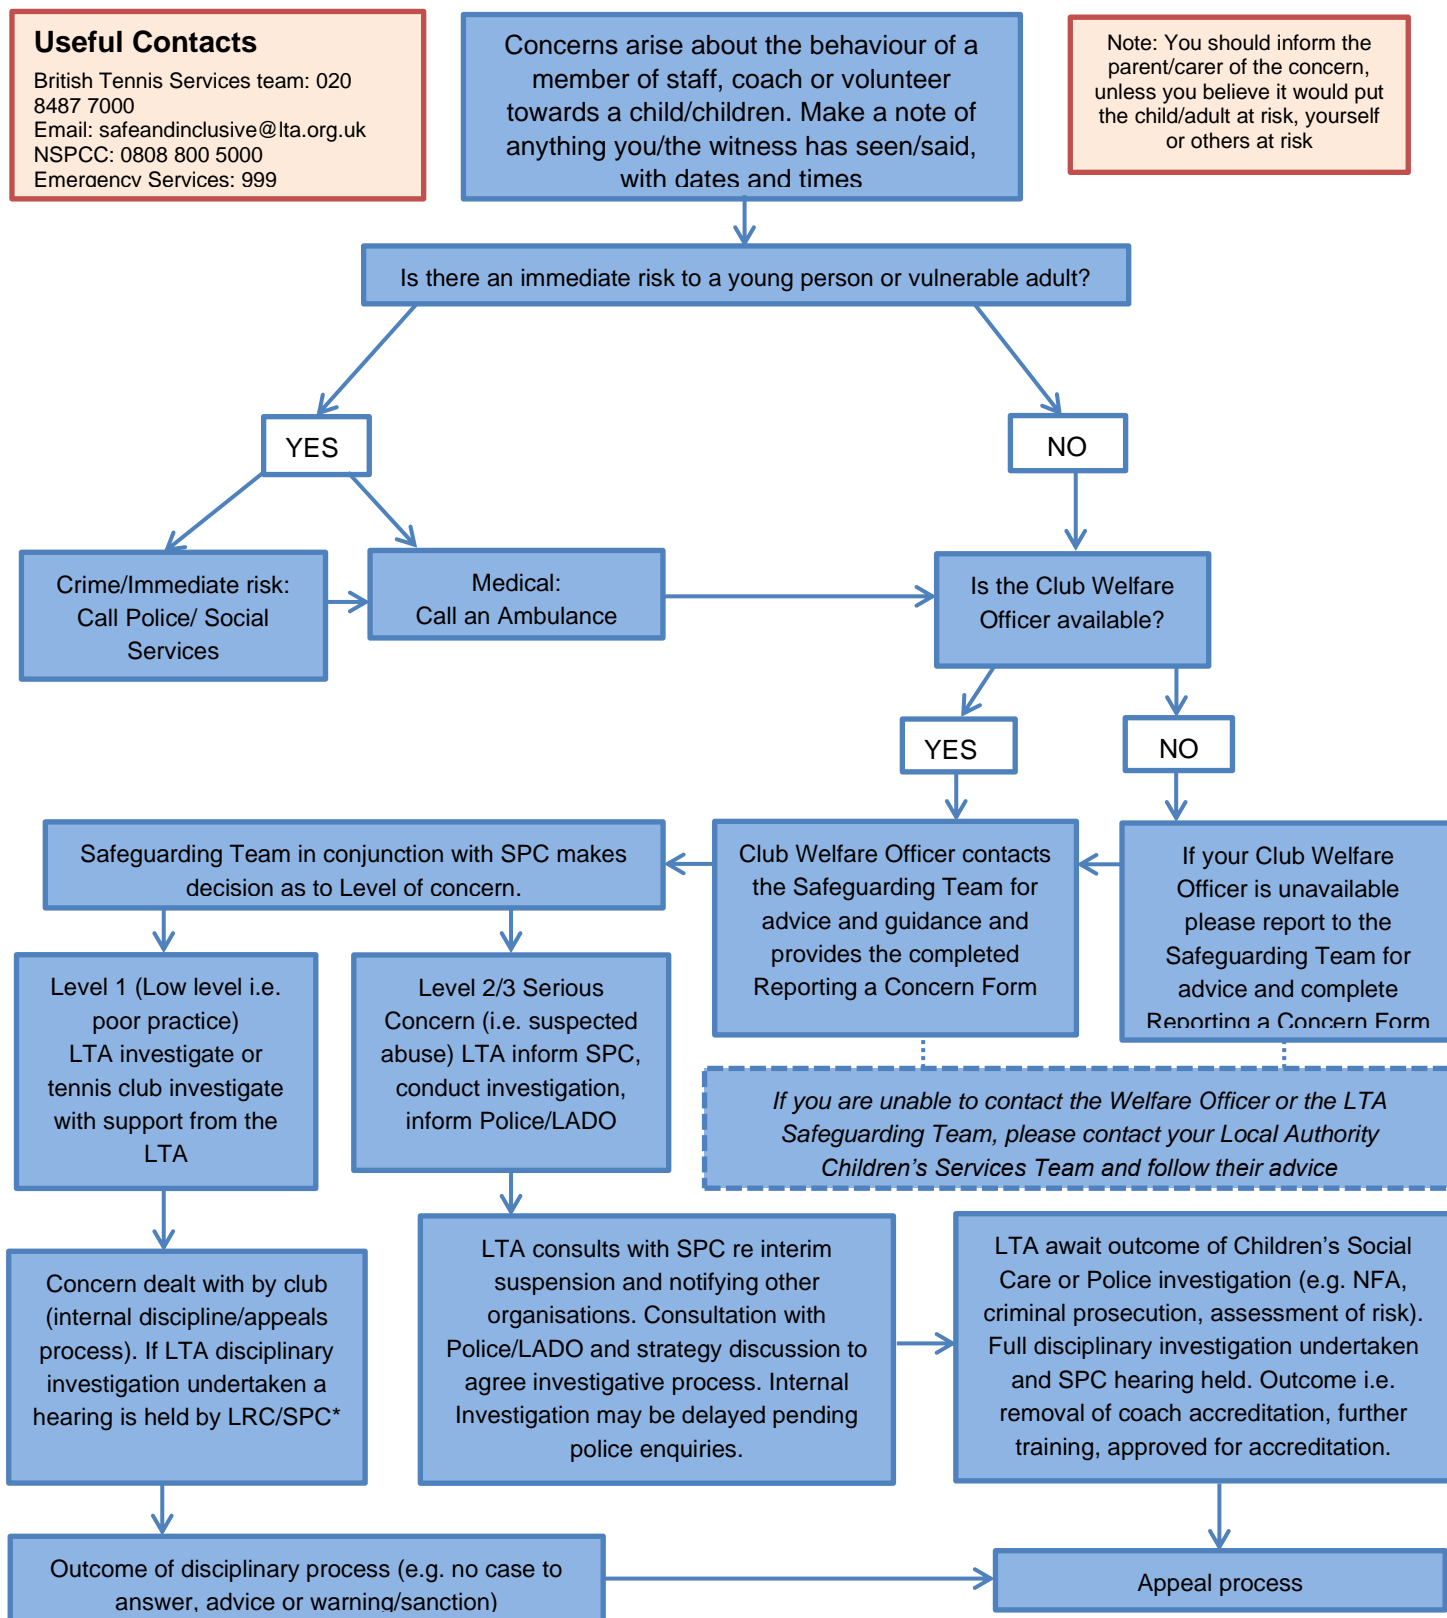 Useful Contacts
British Tennis Services team: 020
8487 7000
Email: safeandinclusive@lta.org.uk
NSPCC: 0808 800 5000
Emergency Services: 999
Concerns arise about the behaviour of a
member of staff, coach or volunteer
towards a child/children. Make a note of
anything you/the witness has seen/said,
with dates and times
Note: You should inform the
parent/carer of the concern,
unless you believe it would put
the child/adult at risk, yourself
or others at risk
Is there an immediate risk to a young person or vulnerable adult?
YES
NO
Crime/Immediate risk:
Call Police/ Social
Services
Medical:
Call an Ambulance
Is the Club Welfare
Officer available?
YES
NO
Safeguarding Team in conjunction with SPC makes
decision as to Level of concern.
Club Welfare Officer contacts
the Safeguarding Team for
advice and guidance and
provides the completed
Reporting a Concern Form
If your Club Welfare
Officer is unavailable
please report to the
Safeguarding Team for
advice and complete
Reporting a Concern Form
Level 1 (Low level i.e.
poor practice)
LTA investigate or
tennis club investigate
with support from the
LTA
Level 2/3 Serious
Concern (i.e. suspected
abuse) LTA inform SPC,
conduct investigation,
inform Police/LADO
If you are unable to contact the Welfare Officer or the LTA
Safeguarding Team, please contact your Local Authority
Children's Services Team and follow their advice
Concern dealt with by club
(internal discipline/appeals
process). If LTA disciplinary
investigation undertaken a
hearing is held by LRC/SPC*
LTA consults with SPC re interim
suspension and notifying other
organisations. Consultation with
Police/LADO and strategy discussion to
agree investigative process. Internal
Investigation may be delayed pending
police enquiries.
LTA await outcome of Children's Social
Care or Police investigation (e.g. NFA,
criminal prosecution, assessment of risk).
Full disciplinary investigation undertaken
and SPC hearing held. Outcome i.e.
removal of coach accreditation, further
training, approved for accreditation.
Outcome of disciplinary process (e.g. no case to
answer, advice or warning/sanction)
Appeal process